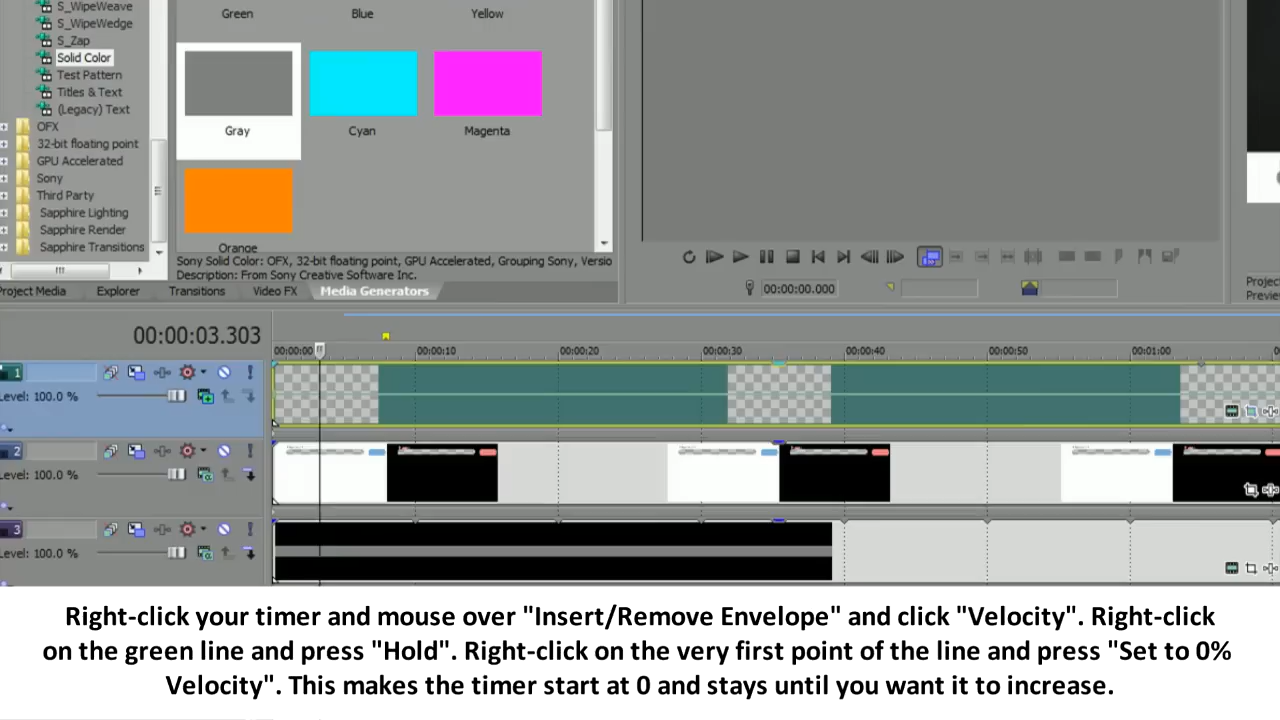 S_WipeWeave
S_WipeWedge
S_Zap
Solid Color
Test Pattern
Titles & Text
(Legacy) Text
OFX
32-bit floating point
GPU Accelerated
Sony
Third Party
Sapphire Lighting
Sapphire Render
Sapphire Transitions
Green Blue Yellow
Gray Cyan Magenta
Orange
Sony Solid Color: OFX, 32-bit floating point, GPU Accelerated, Grouping Sony, Versio
Description: From Sony Creative Software Inc.
Project Media Explorer Transitions Video FX Media Generators
00:00:00.000
Project
Preview
00:00:03.303
00:00:00 00:00:10 00:00:20 00:00:30 00:00:40 00:00:50 00:01:00
1
Level: 100.0 %
2
Level: 100.0 %
3
Level: 100.0 %
Right-click your timer and mouse over "Insert/Remove Envelope" and click "Velocity". Right-click
on the green line and press "Hold". Right-click on the very first point of the line and press "Set to 0%
Velocity". This makes the timer start at 0 and stays until you want it to increase.